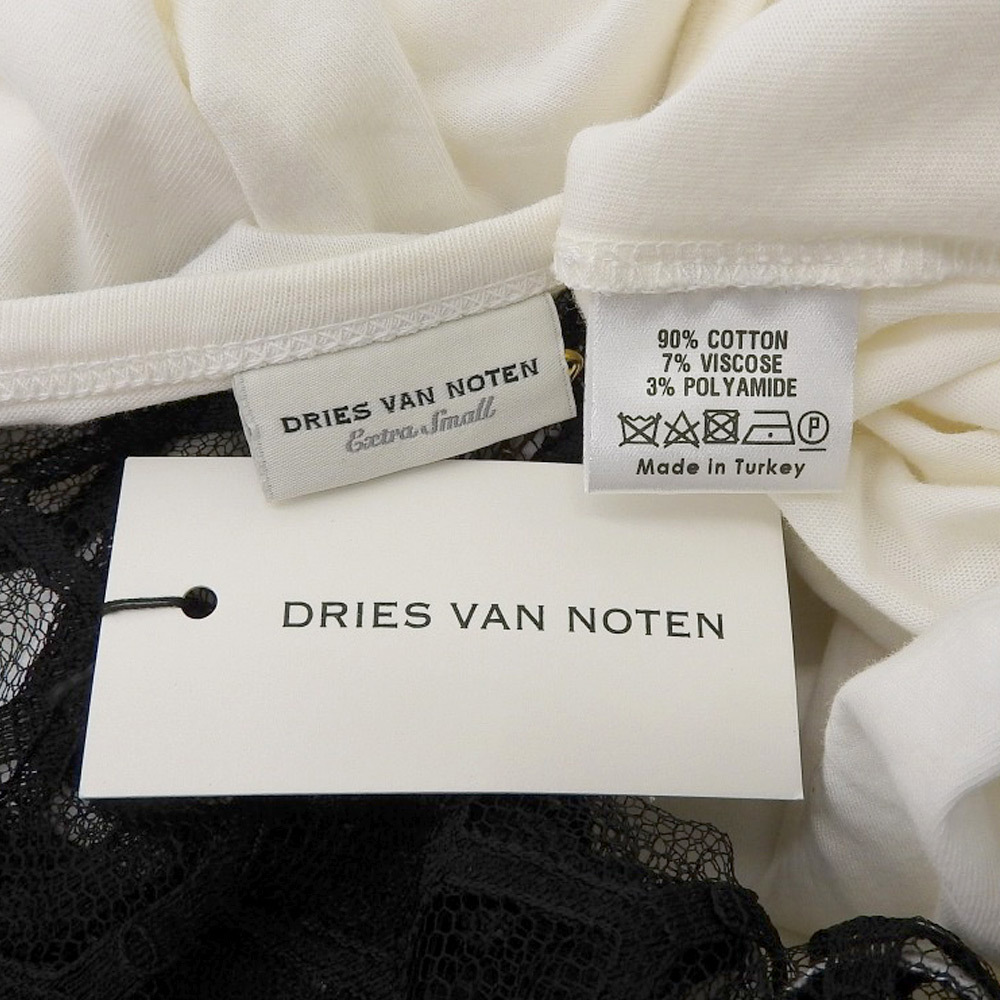 DRIES VAN NOTEN
Extra Small
90% COTTON
7% VISCOSE
3% POLYAMIDE
P
Made in Turkey
DRIES VAN NOTEN